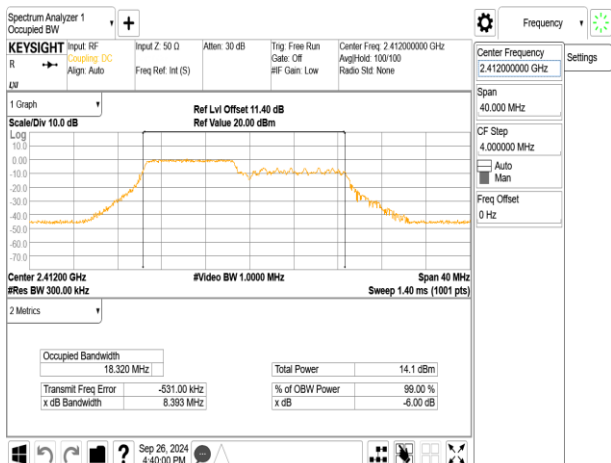 Spectrum Analyzer 1
Occupied BW
+
Frequency
KEYSIGHT
R
LXI
Input: RF
Coupling: DC
Align: Auto
Input Z: 50 Ω
Freq Ref: Int (S)
Atten: 30 dB
Trig: Free Run
Gate: Off
#IF Gain: Low
Center Freq: 2.412000000 GHz
Avg|Hold: 100/100
Radio Std: None
Center Frequency
2.412000000 GHz
Settings
Span
40.000 MHz
CF Step
4.000000 MHz
Auto
Man
Freq Offset
0 Hz
1 Graph
Scale/Div 10.0 dB
Ref Lvl Offset 11.40 dB
Ref Value 20.00 dBm
Log
10.0
0.00
-10.0
-20.0
-30.0
-40.0
-50.0
-60.0
-70.0
Center 2.41200 GHz
#Res BW 300.00 kHz
#Video BW 1.0000 MHz
Span 40 MHz
Sweep 1.40 ms (1001 pts)
2 Metrics
Occupied Bandwidth
18.320 MHz
Transmit Freq Error -531.00 kHz
x dB Bandwidth 8.393 MHz
Total Power 14.1 dBm
% of OBW Power 99.00 %
x dB -6.00 dB
?
Sep 26, 2024
4:40:00 PM